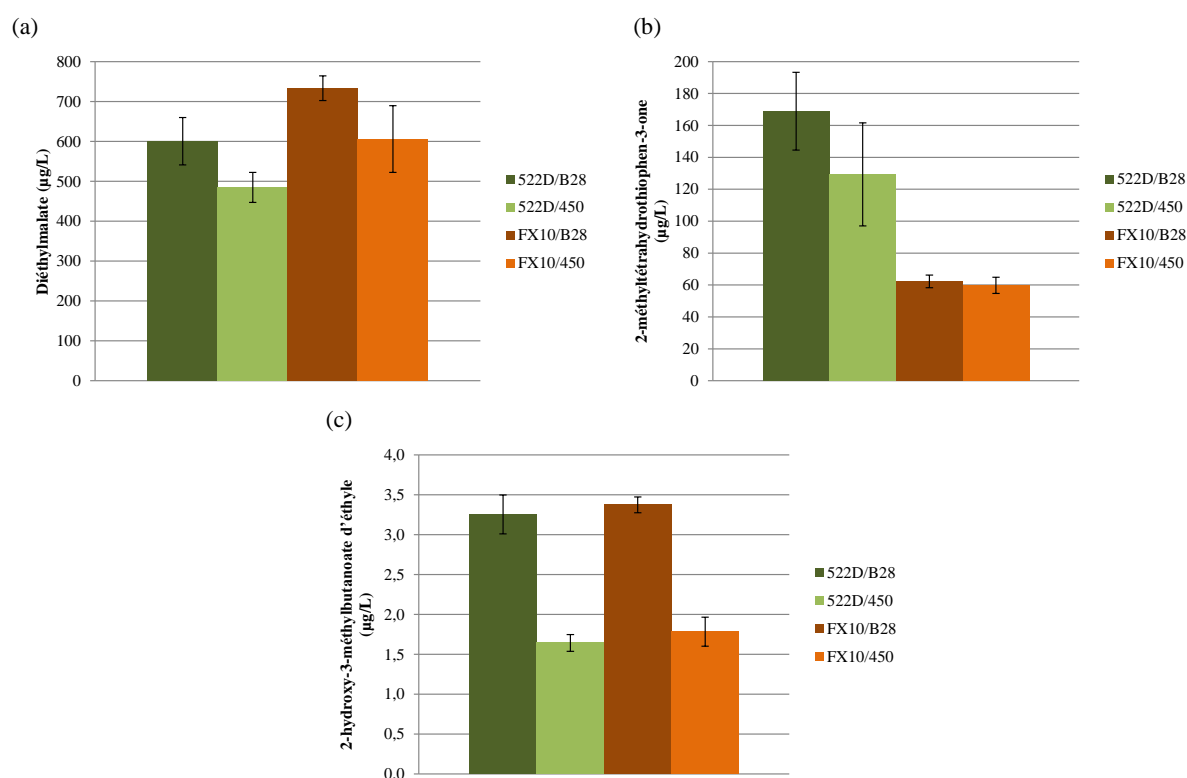 (a)
Diéthylmalate (µg/L)
800
700
600
500
400
300
200
100
0
522D/B28
522D/450
FX10/B28
FX10/450
(b)
2-méthyltétrahydrothiophen-3-one
(µg/L)
200
180
160
140
120
100
80
60
40
20
0
522D/B28
522D/450
FX10/B28
FX10/450
(c)
2-hydroxy-3-méthylbutanoate d’éthyle
(µg/L)
4,0
3,5
3,0
2,5
2,0
1,5
1,0
0,5
0,0
522D/B28
522D/450
FX10/B28
FX10/450